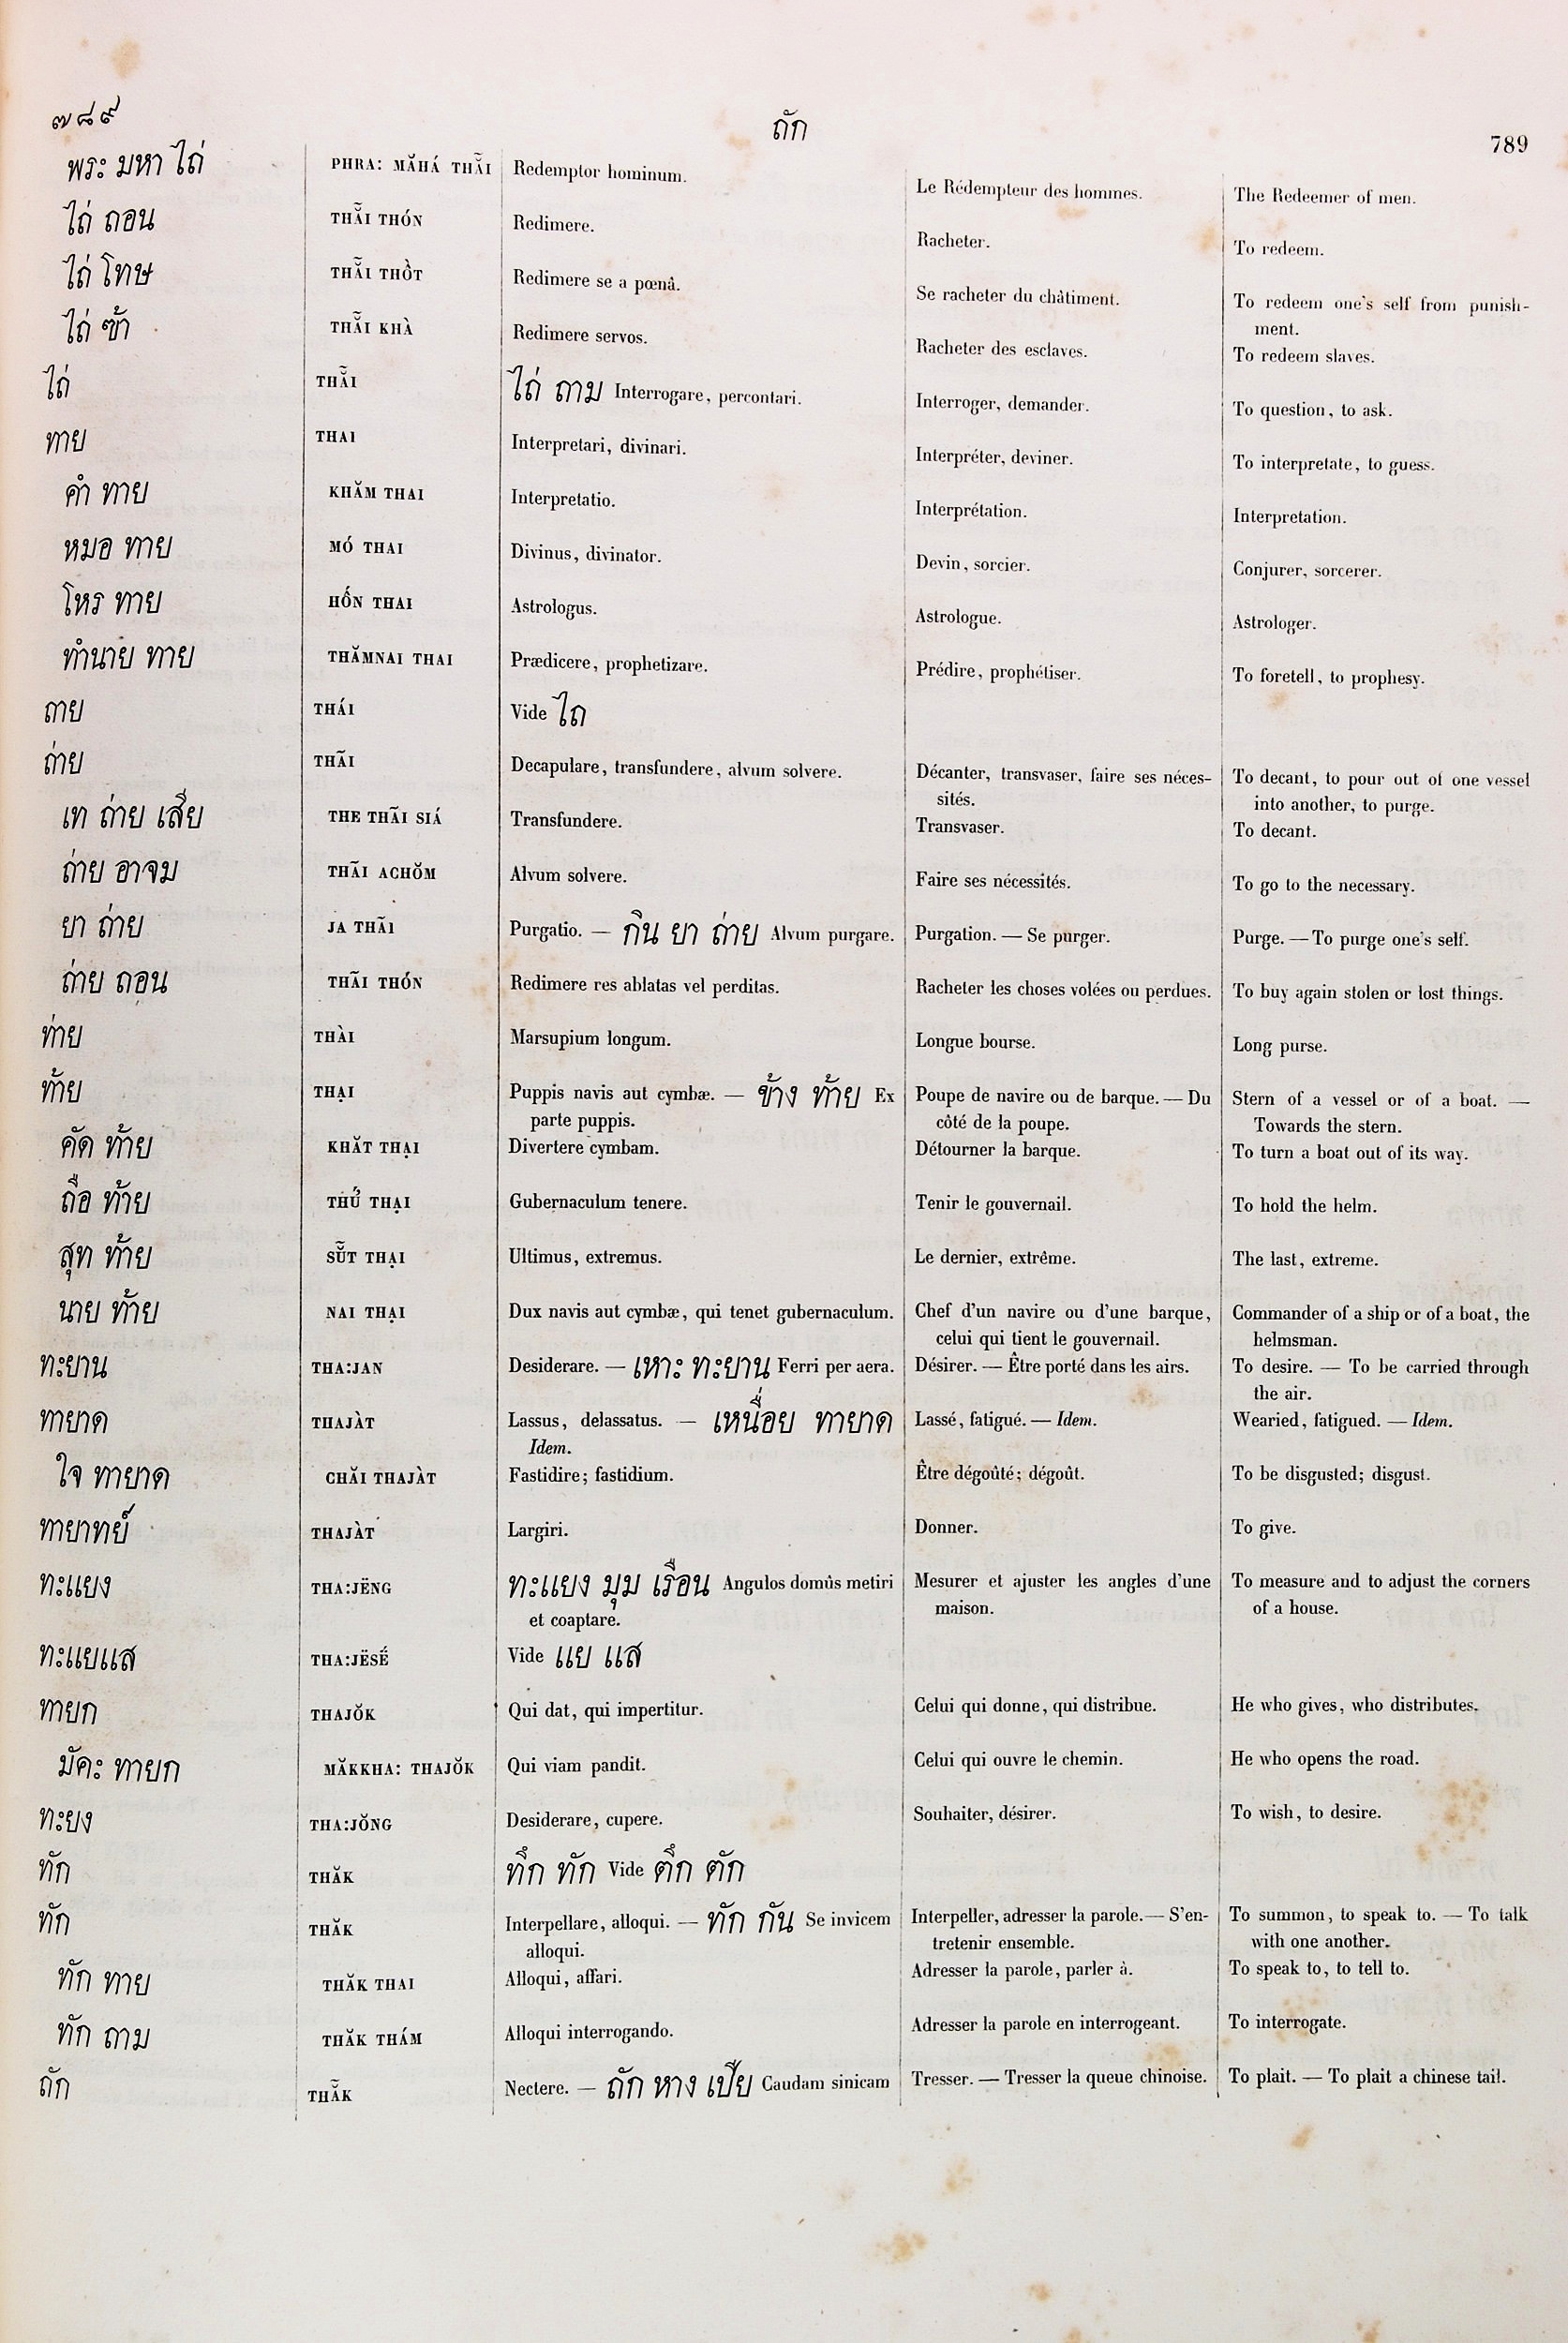 ๗๘๙ ถัก 789
พระ มหา ไถ่ PHRA: MĂHÁ THÃI Redemptor hominum. Le Rédempteur des hommes. The Redeemer of men.
ไถ่ ถอน THÃI THÓN Redimere. Racheter. To redeem.
ไถ่ โทษ THÃI THỒT Redimere se a pœnâ. Se racheter du châtiment. To redeem one's self from punish-
ment.
ไถ่ ข้า THÃI KHÀ Redimere servos. Racheter des esclaves. To redeem slaves.
ไถ่ THÃI ไถ่ ถาม Interrogare, percontari. Interroger, demander. To question, to ask.
ทาย THAI Interpretari, divinari. Interpréter, deviner. To interpretate, to guess.
คำ ทาย KHĂM THAI Interpretatio. Interprétation. Interpretation.
หมอ ทาย MÓ THAI Divinus, divinator. Devin, sorcier. Conjurer, sorcerer.
โหร ทาย HỐN THAI Astrologus. Astrologue. Astrologer.
ทำนาย ทาย THĂMNAI THAI Prædicere, prophetizare. Prédire, prophétiser. To foretell, to prophesy.
ถาย THÁI Vide ไถ
ถ่าย THÃI Decapulare, transfundere, alvum solvere. Décanter, transvaser, faire ses néces- To decant, to pour out of one vessel
sités. into another, to purge.
เท ถ่าย เสีย THE THÃI SIÁ Transfundere. Transvaser. To decant.
ถ่าย อาจม THÃI ACHŎM Alvum solvere. Faire ses nécessités. To go to the necessary.
ยา ถ่าย JA THÃI Purgatio. — กิน ยา ถ่าย Alvum purgare. Purgation. — Se purger. Purge. — To purge one's self.
ถ่าย ถอน THÃI THÓN Redimere res ablatas vel perditas. Racheter les choses volées ou perdues. To buy again stolen or lost things.
ท่าย THÀI Marsupium longum. Longue bourse. Long purse.
ท้าย THẠI Puppis navis aut cymbæ. — ข้าง ท้าย Ex Poupe de navire ou de barque. — Du Stern of a vessel or of a boat. —
parte puppis. côté de la poupe. Towards the stern.
คัด ท้าย KHĂT THẠI Divertere cymbam. Détourner la barque. To turn a boat out of its way.
ถือ ท้าย THỨ THẠI Gubernaculum tenere. Tenir le gouvernail. To hold the helm.
สุท ท้าย SŨT THẠI Ultimus, extremus. Le dernier, extrême. The last, extreme.
นาย ท้าย NAI THẠI Dux navis aut cymbæ, qui tenet gubernaculum. Chef d'un navire ou d'une barque, Commander of a ship or of a boat, the
celui qui tient le gouvernail. helmsman.
ทะยาน THA:JAN Desiderare. — เหาะ ทะยาน Ferri per aera. Désirer. — Être porté dans les airs. To desire. — To be carried through
the air.
ทายาด THAJÀT Lassus, delassatus. — เหนื่อย ทายาด Lassé, fatigué. — Idem. Wearied, fatigued. — Idem.
Idem.
ใจ ทายาด CHĂI THAJÀT Fastidire; fastidium. Être dégoûté; dégoût. To be disgusted; disgust.
ทายาทย์ THAJÀT Largiri. Donner. To give.
ทะแยง THA:JËNG ทะแยง มุม เรือน Angulos domûs metiri Mesurer et ajuster les angles d'une To measure and to adjust the corners
et coaptare. maison. of a house.
ทะแยแส THA:JËSË́ Vide แย แส
ทายก THAJŎK Qui dat, qui impertitur. Celui qui donne, qui distribue. He who gives, who distributes.
มัคะ ทายก MĂKKHA: THAJŎK Qui viam pandit. Celui qui ouvre le chemin. He who opens the road.
ทะยง THA:JŎNG Desiderare, cupere. Souhaiter, désirer. To wish, to desire.
ทัก THĂK ทึก ทัก Vide ตึก ตัก
ทัก THĂK Interpellare, alloqui. — ทัก กัน Se invicem Interpeller, adresser la parole. — S'en- To summon, to speak to. — To talk
alloqui. tretenir ensemble. with one another.
ทัก ทาย THĂK THAI Alloqui, affari. Adresser la parole, parler à. To speak to, to tell to.
ทัก ถาม THĂK THÁM Alloqui interrogando. Adresser la parole en interrogeant. To interrogate.
ถัก THÃK Nectere. — ถัก หาง เปีย Caudam sinicam Tresser. — Tresser la queue chinoise. To plait. — To plait a chinese tail.